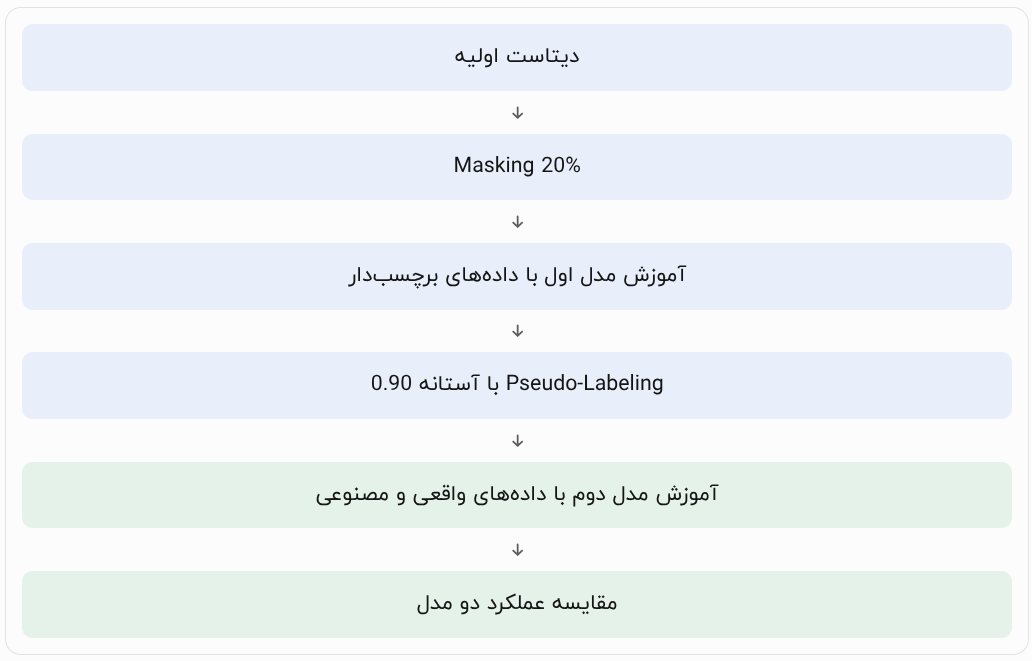 دیتاست اولیه
↓
Masking 20%
↓
آموزش مدل اول با داده‌های برچسب‌دار
↓
Pseudo-Labeling با آستانه 0.90
↓
آموزش مدل دوم با داده‌های واقعی و مصنوعی
↓
مقایسه عملکرد دو مدل